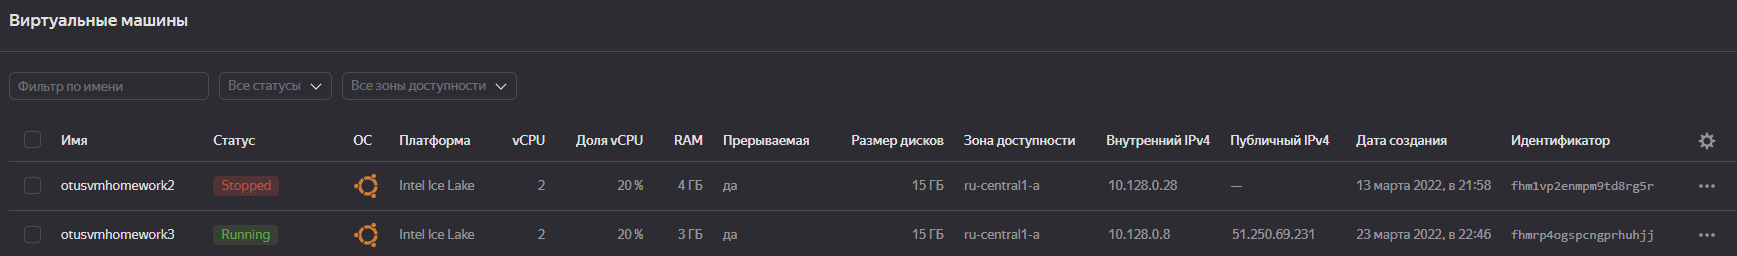 Виртуальные машины
Фильтр по имени Все статусы Все зоны доступности
Имя Статус ОС Платформа vCPU Доля vCPU RAM Прерываемая Размер дисков Зона доступности Внутренний IPv4 Публичный IPv4 Дата создания Идентификатор
otusvmhomework2 Stopped Intel Ice Lake 2 20 % 4 ГБ да 15 ГБ ru-central1-a 10.128.0.28 — 13 марта 2022, в 21:58 fhm1vp2enmpm9td8rg5r
otusvmhomework3 Running Intel Ice Lake 2 20 % 3 ГБ да 15 ГБ ru-central1-a 10.128.0.8 51.250.69.231 23 марта 2022, в 22:46 fhmrp4ogspcngprhuhjj